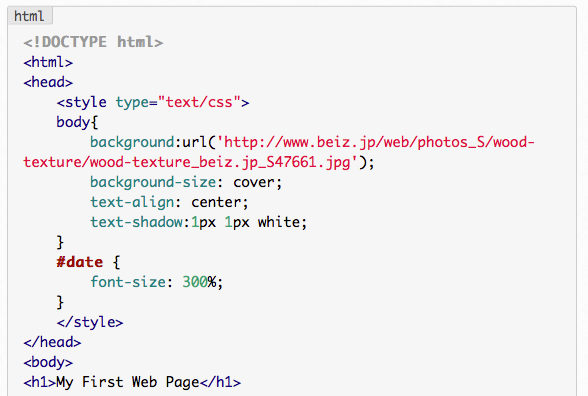 html
<!DOCTYPE html>
<html>
<head>
    <style type="text/css">
    body{
        background:url('http://www.beiz.jp/web/photos_S/wood-
texture/wood-texture_beiz.jp_S47661.jpg');
        background-size: cover;
        text-align: center;
        text-shadow:1px 1px white;
    }
    #date {
        font-size: 300%;
    }
    </style>
</head>
<body>
<h1>My First Web Page</h1>